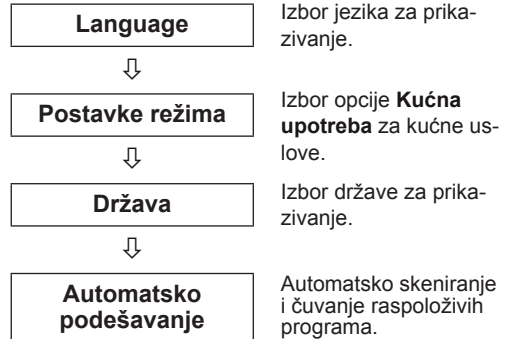 Language
Izbor jezika za prika-
zivanje.
⇩
Postavke režima
Izbor opcije Kućna
upotreba za kućne us-
love.
⇩
Država
Izbor države za prika-
zivanje.
⇩
Automatsko
podešavanje
Automatsko skeniranje
i čuvanje raspoloživih
programa.